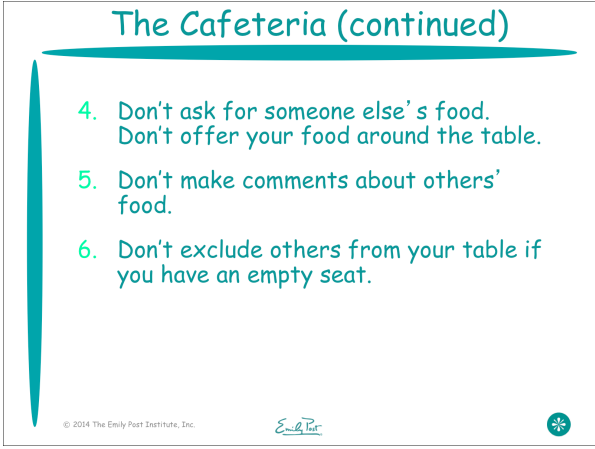 The Cafeteria (continued)
4. Don't ask for someone else's food.
Don't offer your food around the table.
5. Don't make comments about others'
food.
6. Don't exclude others from your table if
you have an empty seat.
© 2014 The Emily Post Institute, Inc.
Emily Post